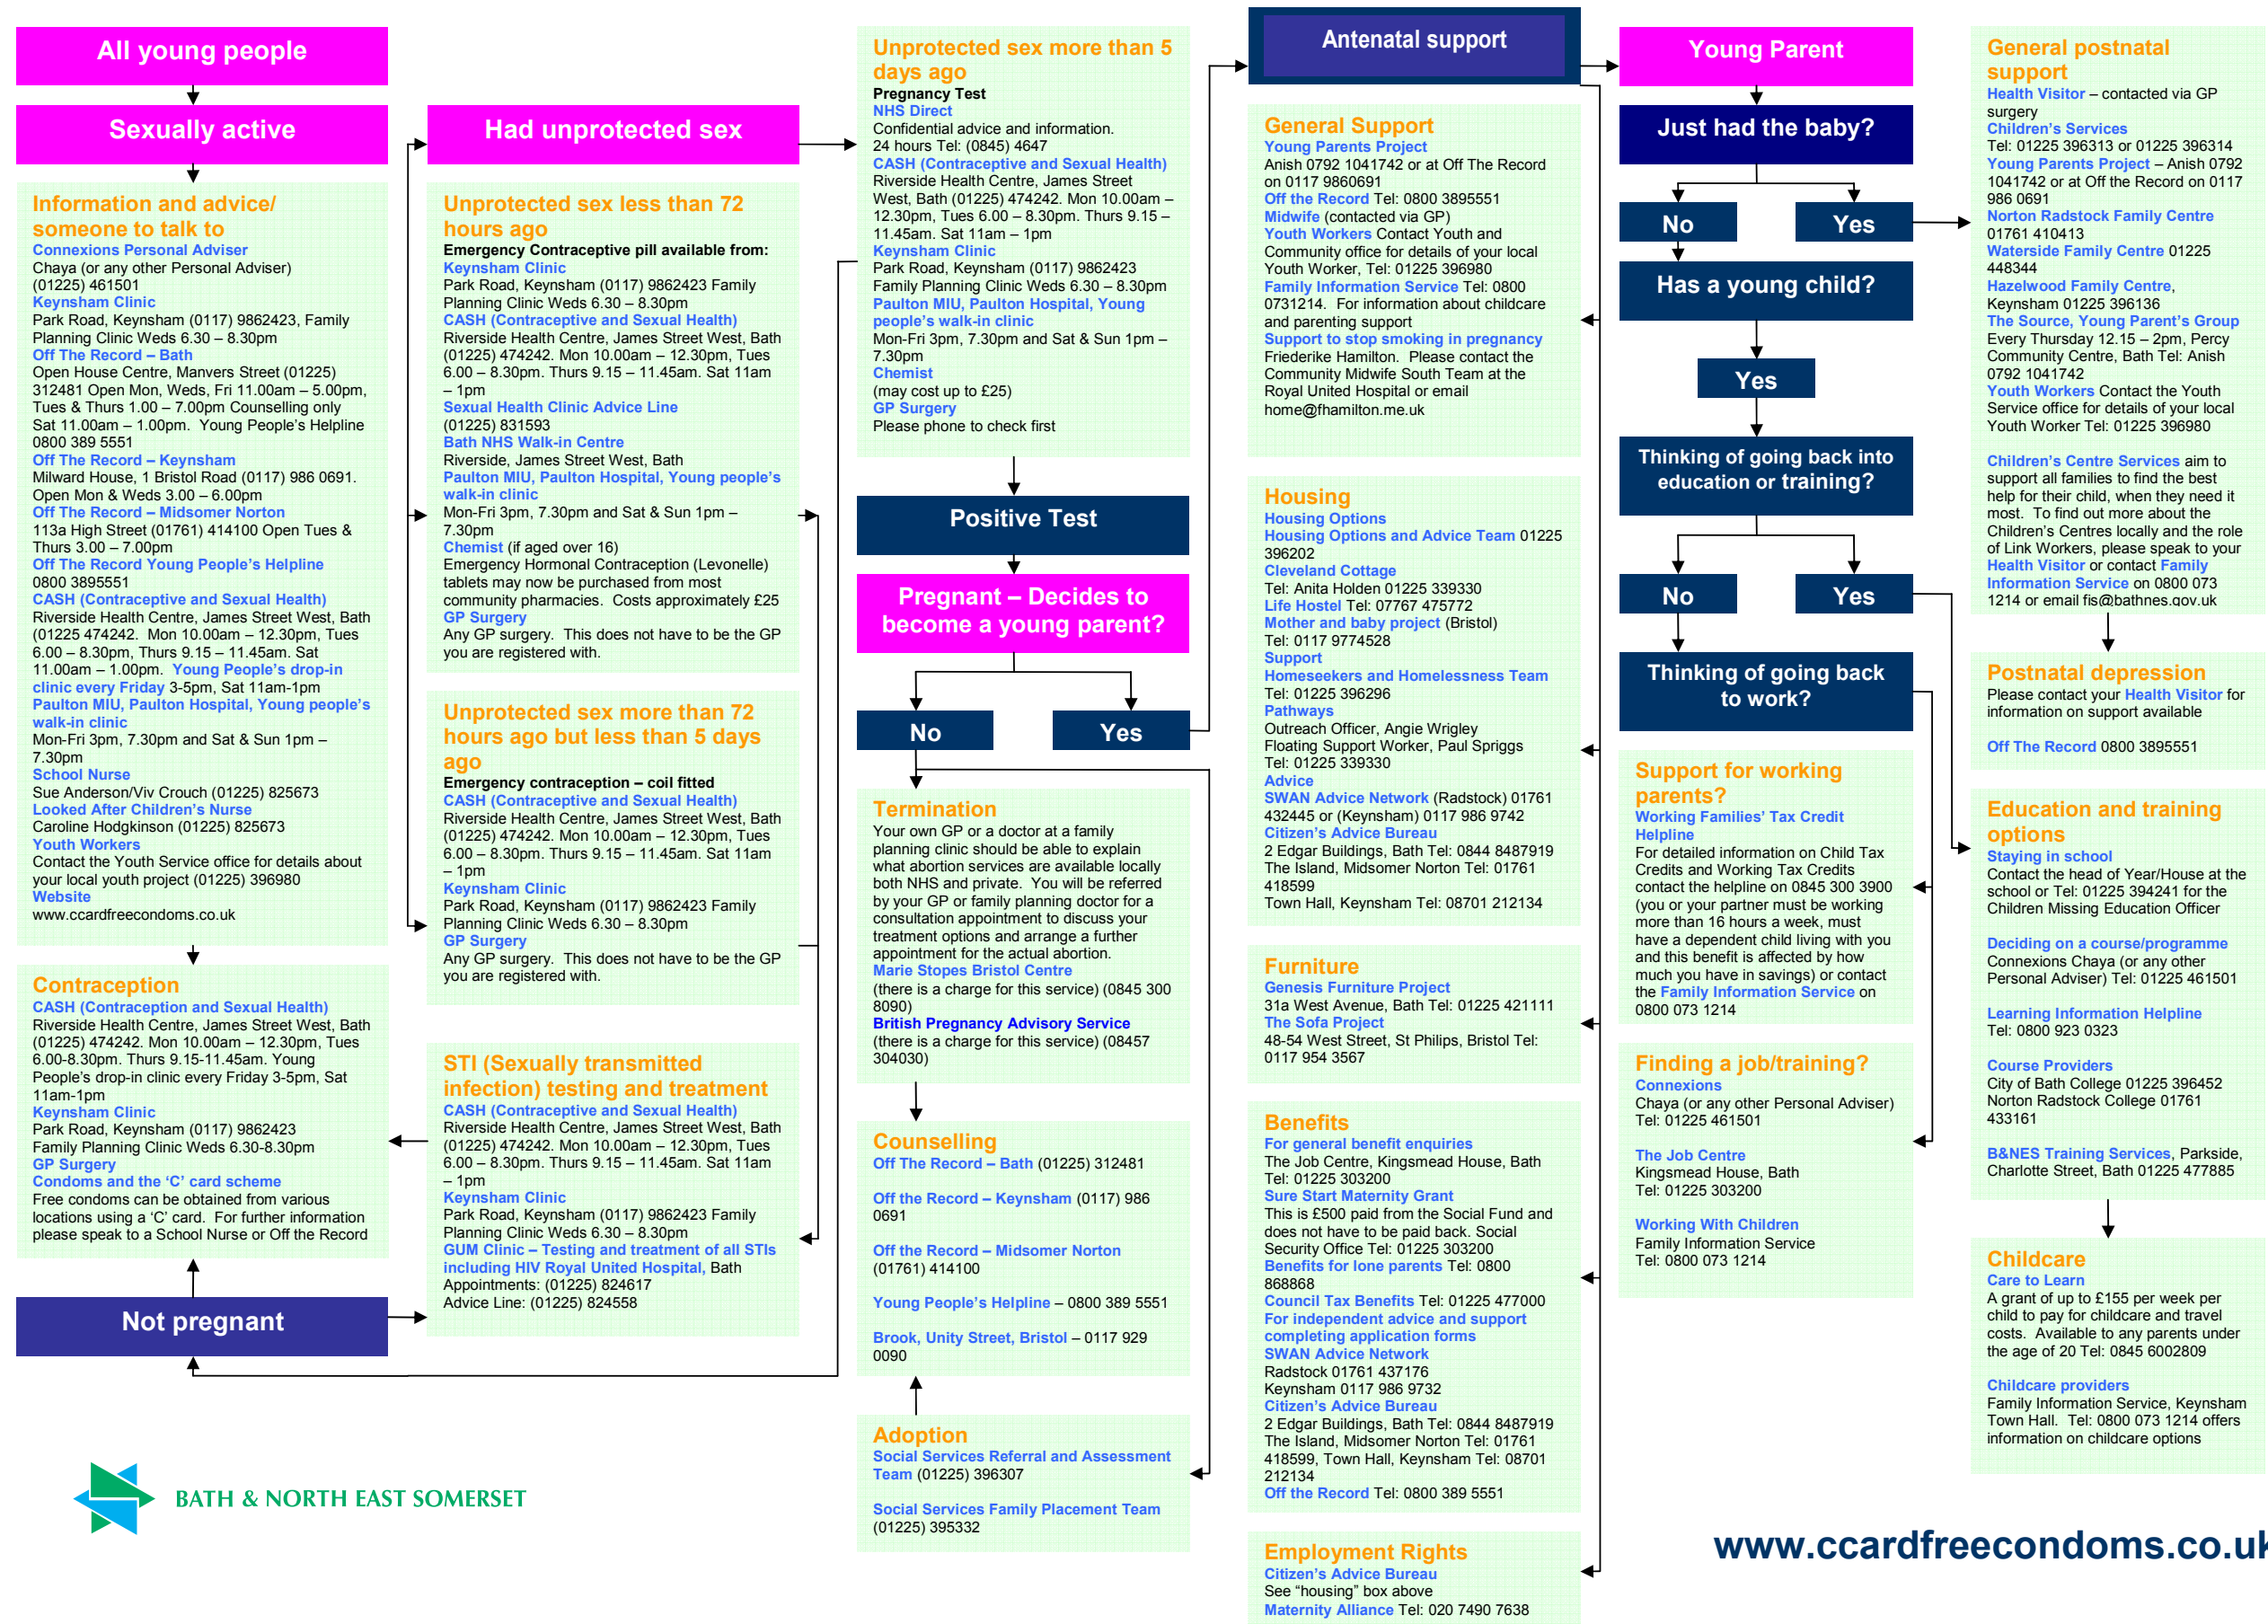 All young people
Sexually active
Information and advice/
someone to talk to
Connexions Personal Adviser
Chaya (or any other Personal Adviser)
(01225) 461501
Keynsham Clinic
Park Road, Keynsham (0117) 9862423, Family
Planning Clinic Weds 6.30 – 8.30pm
Off The Record – Bath
Open House Centre, Manvers Street (01225)
312481 Open Mon, Weds, Fri 11.00am – 5.00pm,
Tues & Thurs 1.00 – 7.00pm Counselling only
Sat 11.00am – 1.00pm. Young People's Helpline
0800 389 5551
Off The Record – Keynsham
Milward House, 1 Bristol Road (0117) 986 0691.
Open Mon & Weds 3.00 – 6.00pm
Off The Record – Midsomer Norton
113a High Street (01761) 414100 Open Tues &
Thurs 3.00 – 7.00pm
Off The Record Young People's Helpline
0800 3895551
CASH (Contraceptive and Sexual Health)
Riverside Health Centre, James Street West, Bath
(01225 474242. Mon 10.00am – 12.30pm, Tues
6.00 – 8.30pm, Thurs 9.15 – 11.45am. Sat
11.00am – 1.00pm. Young People's drop-in
clinic every Friday 3-5pm, Sat 11am-1pm
Paulton MIU, Paulton Hospital, Young people's
walk-in clinic
Mon-Fri 3pm, 7.30pm and Sat & Sun 1pm –
7.30pm
School Nurse
Sue Anderson/Viv Crouch (01225) 825673
Looked After Children's Nurse
Caroline Hodgkinson (01225) 825673
Youth Workers
Contact the Youth Service office for details about
your local youth project (01225) 396980
Website
www.ccardfreecondoms.co.uk
Contraception
CASH (Contraception and Sexual Health)
Riverside Health Centre, James Street West, Bath
(01225) 474242. Mon 10.00am – 12.30pm, Tues
6.00-8.30pm. Thurs 9.15-11.45am. Young
People's drop-in clinic every Friday 3-5pm, Sat
11am-1pm
Keynsham Clinic
Park Road, Keynsham (0117) 9862423
Family Planning Clinic Weds 6.30-8.30pm
GP Surgery
Condoms and the 'C' card scheme
Free condoms can be obtained from various
locations using a 'C' card. For further information
please speak to a School Nurse or Off the Record
Not pregnant
BATH & NORTH EAST SOMERSET
Had unprotected sex
Unprotected sex less than 72
hours ago
Emergency Contraceptive pill available from:
Keynsham Clinic
Park Road, Keynsham (0117) 9862423 Family
Planning Clinic Weds 6.30 – 8.30pm
CASH (Contraceptive and Sexual Health)
Riverside Health Centre, James Street West, Bath
(01225) 474242. Mon 10.00am – 12.30pm, Tues
6.00 – 8.30pm. Thurs 9.15 – 11.45am. Sat 11am
– 1pm
Sexual Health Clinic Advice Line
(01225) 831593
Bath NHS Walk-in Centre
Riverside, James Street West, Bath
Paulton MIU, Paulton Hospital, Young people's
walk-in clinic
Mon-Fri 3pm, 7.30pm and Sat & Sun 1pm –
7.30pm
Chemist (if aged over 16)
Emergency Hormonal Contraception (Levonelle)
tablets may now be purchased from most
community pharmacies. Costs approximately £25
GP Surgery
Any GP surgery. This does not have to be the GP
you are registered with.
Unprotected sex more than 72
hours ago but less than 5 days
ago
Emergency contraception – coil fitted
CASH (Contraceptive and Sexual Health)
Riverside Health Centre, James Street West, Bath
(01225) 474242. Mon 10.00am – 12.30pm, Tues
6.00 – 8.30pm. Thurs 9.15 – 11.45am. Sat 11am
– 1pm
Keynsham Clinic
Park Road, Keynsham (0117) 9862423 Family
Planning Clinic Weds 6.30 – 8.30pm
GP Surgery
Any GP surgery. This does not have to be the GP
you are registered with.
STI (Sexually transmitted
infection) testing and treatment
CASH (Contraceptive and Sexual Health)
Riverside Health Centre, James Street West, Bath
(01225) 474242. Mon 10.00am – 12.30pm, Tues
6.00 – 8.30pm. Thurs 9.15 – 11.45am. Sat 11am
– 1pm
Keynsham Clinic
Park Road, Keynsham (0117) 9862423 Family
Planning Clinic Weds 6.30 – 8.30pm
GUM Clinic – Testing and treatment of all STIs
including HIV Royal United Hospital, Bath
Appointments: (01225) 824617
Advice Line: (01225) 824558
Unprotected sex more than 5
days ago
Pregnancy Test
NHS Direct
Confidential advice and information.
24 hours Tel: (0845) 4647
CASH (Contraceptive and Sexual Health)
Riverside Health Centre, James Street
West, Bath (01225) 474242. Mon 10.00am –
12.30pm, Tues 6.00 – 8.30pm. Thurs 9.15 –
11.45am. Sat 11am – 1pm
Keynsham Clinic
Park Road, Keynsham (0117) 9862423
Family Planning Clinic Weds 6.30 – 8.30pm
Paulton MIU, Paulton Hospital, Young
people's walk-in clinic
Mon-Fri 3pm, 7.30pm and Sat & Sun 1pm –
7.30pm
Chemist
(may cost up to £25)
GP Surgery
Please phone to check first
Positive Test
Pregnant – Decides to
become a young parent?
No
Yes
Termination
Your own GP or a doctor at a family
planning clinic should be able to explain
what abortion services are available locally
both NHS and private. You will be referred
by your GP or family planning doctor for a
consultation appointment to discuss your
treatment options and arrange a further
appointment for the actual abortion.
Marie Stopes Bristol Centre
(there is a charge for this service) (0845 300
8090)
British Pregnancy Advisory Service
(there is a charge for this service) (08457
304030)
Counselling
Off The Record – Bath (01225) 312481
Off the Record – Keynsham (0117) 986
0691
Off the Record – Midsomer Norton
(01761) 414100
Young People's Helpline – 0800 389 5551
Brook, Unity Street, Bristol – 0117 929
0090
Adoption
Social Services Referral and Assessment
Team (01225) 396307
Social Services Family Placement Team
(01225) 395332
Antenatal support
General Support
Young Parents Project
Anish 0792 1041742 or at Off The Record
on 0117 9860691
Off the Record Tel: 0800 3895551
Midwife (contacted via GP)
Youth Workers Contact Youth and
Community office for details of your local
Youth Worker, Tel: 01225 396980
Family Information Service Tel: 0800
0731214. For information about childcare
and parenting support
Support to stop smoking in pregnancy
Friederike Hamilton. Please contact the
Community Midwife South Team at the
Royal United Hospital or email
home@fhamilton.me.uk
Housing
Housing Options
Housing Options and Advice Team 01225
396202
Cleveland Cottage
Tel: Anita Holden 01225 339330
Life Hostel Tel: 07767 475772
Mother and baby project (Bristol)
Tel: 0117 9774528
Support
Homeseekers and Homelessness Team
Tel: 01225 396296
Pathways
Outreach Officer, Angie Wrigley
Floating Support Worker, Paul Spriggs
Tel: 01225 339330
Advice
SWAN Advice Network (Radstock) 01761
432445 or (Keynsham) 0117 986 9742
Citizen's Advice Bureau
2 Edgar Buildings, Bath Tel: 0844 8487919
The Island, Midsomer Norton Tel: 01761
418599
Town Hall, Keynsham Tel: 08701 212134
Furniture
Genesis Furniture Project
31a West Avenue, Bath Tel: 01225 421111
The Sofa Project
48-54 West Street, St Philips, Bristol Tel:
0117 954 3567
Benefits
For general benefit enquiries
The Job Centre, Kingsmead House, Bath
Tel: 01225 303200
Sure Start Maternity Grant
This is £500 paid from the Social Fund and
does not have to be paid back. Social
Security Office Tel: 01225 303200
Benefits for lone parents Tel: 0800
868868
Council Tax Benefits Tel: 01225 477000
For independent advice and support
completing application forms
SWAN Advice Network
Radstock 01761 437176
Keynsham 0117 986 9732
Citizen's Advice Bureau
2 Edgar Buildings, Bath Tel: 0844 8487919
The Island, Midsomer Norton Tel: 01761
418599, Town Hall, Keynsham Tel: 08701
212134
Off the Record Tel: 0800 389 5551
Employment Rights
Citizen's Advice Bureau
See "housing" box above
Maternity Alliance Tel: 020 7490 7638
Young Parent
Just had the baby?
No
Yes
Has a young child?
Yes
Thinking of going back into
education or training?
No
Yes
Thinking of going back
to work?
Support for working
parents?
Working Families' Tax Credit
Helpline
For detailed information on Child Tax
Credits and Working Tax Credits
contact the helpline on 0845 300 3900
(you or your partner must be working
more than 16 hours a week, must
have a dependent child living with you
and this benefit is affected by how
much you have in savings) or contact
the Family Information Service on
0800 073 1214
Finding a job/training?
Connexions
Chaya (or any other Personal Adviser)
Tel: 01225 461501
The Job Centre
Kingsmead House, Bath
Tel: 01225 303200
Working With Children
Family Information Service
Tel: 0800 073 1214
General postnatal
support
Health Visitor – contacted via GP
surgery
Children's Services
Tel: 01225 396313 or 01225 396314
Young Parents Project – Anish 0792
1041742 or at Off the Record on 0117
986 0691
Norton Radstock Family Centre
01761 410413
Waterside Family Centre 01225
448344
Hazelwood Family Centre,
Keynsham 01225 396136
The Source, Young Parent's Group
Every Thursday 12.15 – 2pm, Percy
Community Centre, Bath Tel: Anish
0792 1041742
Youth Workers Contact the Youth
Service office for details of your local
Youth Worker Tel: 01225 396980
Children's Centre Services aim to
support all families to find the best
help for their child, when they need it
most. To find out more about the
Children's Centres locally and the role
of Link Workers, please speak to your
Health Visitor or contact Family
Information Service on 0800 073
1214 or email fis@bathnes.gov.uk
Postnatal depression
Please contact your Health Visitor for
information on support available
Off The Record 0800 3895551
Education and training
options
Staying in school
Contact the head of Year/House at the
school or Tel: 01225 394241 for the
Children Missing Education Officer
Deciding on a course/programme
Connexions Chaya (or any other
Personal Adviser) Tel: 01225 461501
Learning Information Helpline
Tel: 0800 923 0323
Course Providers
City of Bath College 01225 396452
Norton Radstock College 01761
433161
B&NES Training Services, Parkside,
Charlotte Street, Bath 01225 477885
Childcare
Care to Learn
A grant of up to £155 per week per
child to pay for childcare and travel
costs. Available to any parents under
the age of 20 Tel: 0845 6002809
Childcare providers
Family Information Service, Keynsham
Town Hall. Tel: 0800 073 1214 offers
information on childcare options
www.ccardfreecondoms.co.uk